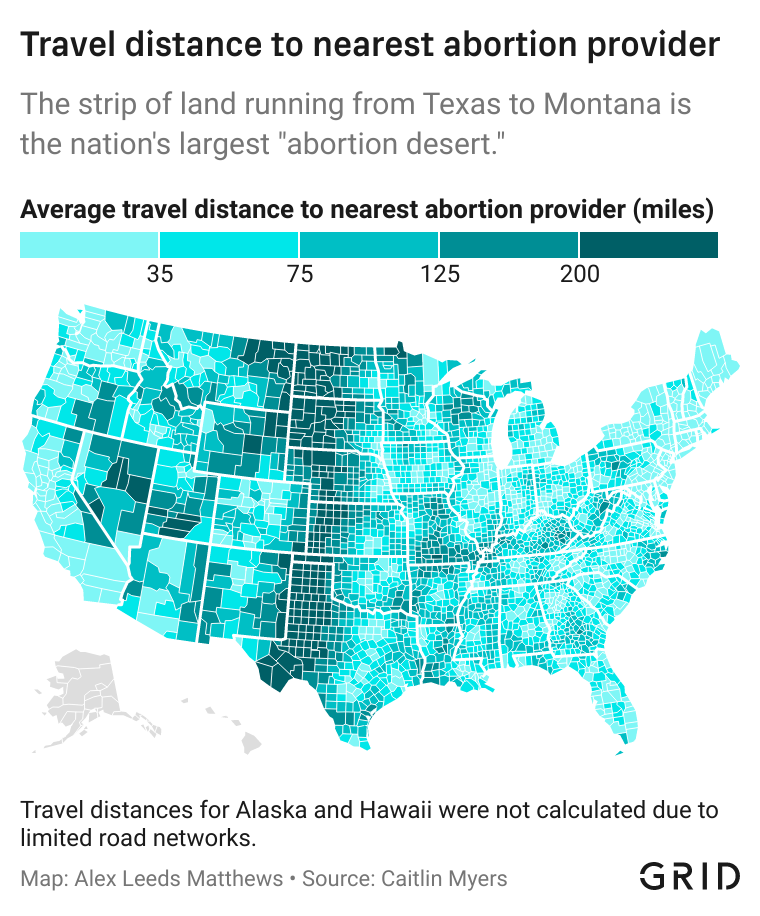 Travel distance to nearest abortion provider
The strip of land running from Texas to Montana is
the nation's largest "abortion desert."
Average travel distance to nearest abortion provider (miles)
35 75 125 200
Travel distances for Alaska and Hawaii were not calculated due to
limited road networks.
Map: Alex Leeds Matthews • Source: Caitlin Myers
GRID